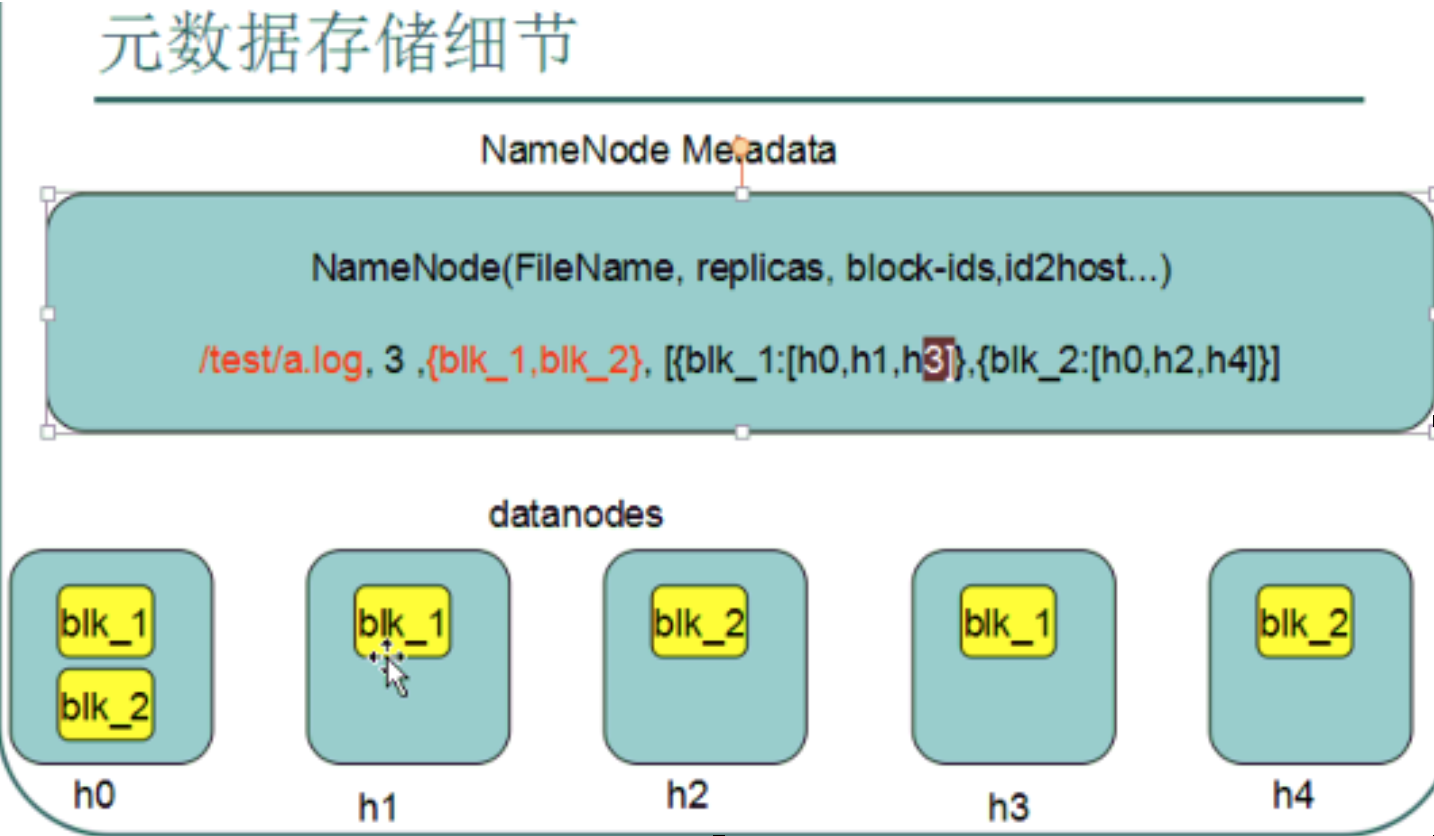 元数据存储细节
NameNode Metadata
NameNode(FileName, replicas, block-ids,id2host...)
/test/a.log, 3 ,{blk_1,blk_2}, [{blk_1:[h0,h1,h3]},{blk_2:[h0,h2,h4]}]
datanodes
blk_1 blk_1 blk_2 blk_1 blk_2
blk_2
h0 h1 h2 h3 h4